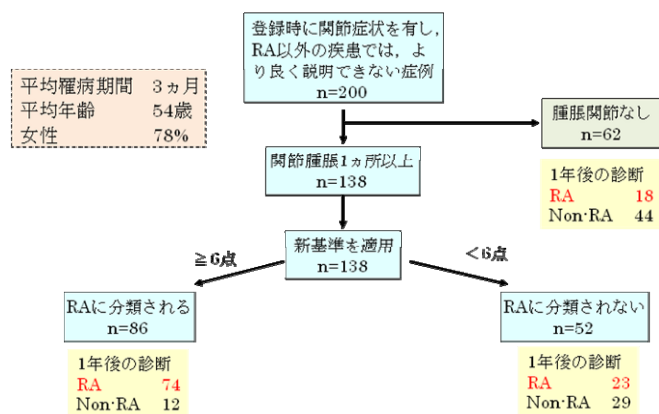 登録時に関節症状を有し,
RA以外の疾患では，よ
り良く説明できない症例
n=200
平均罹病期間 3ヵ月
平均年齢 54歳
女性 78%
腫脹関節なし
n=62
関節腫脹1ヵ所以上
n=138
1年後の診断
RA 18
Non-RA 44
新基準を適用
n=138
≧6点
<6点
RAに分類される
n=86
RAに分類されない
n=52
1年後の診断
RA 74
Non-RA 12
1年後の診断
RA 23
Non-RA 29